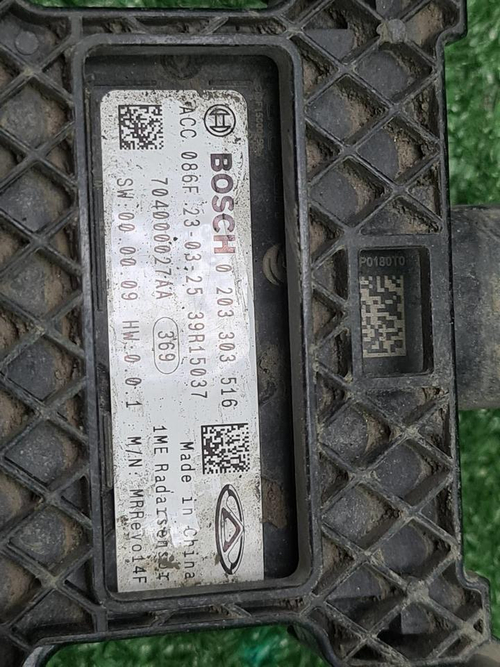 BOSCH 0 203 303 516
ACC 086F 23-03-25 39R15037
704000027AA 369
SW:00.00.09 HW:0.0.1 M/N: MRRevo14F
Made in China
1ME Radarsensor
P0180T0